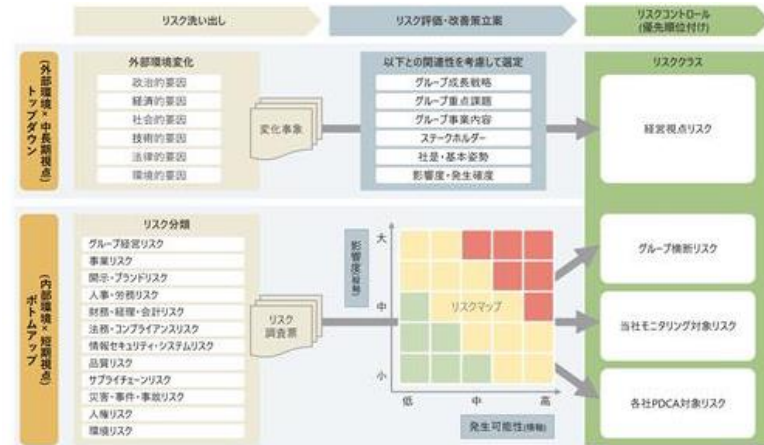 リスク洗い出し
リスク評価・改善策立案
リスクコントロール
(優先順位付け)
トップダウン
(外部環境×中長期視点)
外部環境変化
政治的要因
経済的要因
社会的要因
技術的要因
法律的要因
環境的要因
変化事象
以下との関連性を考慮して選定
グループ成長戦略
グループ重点課題
グループ事業内容
ステークホルダー
社是・基本姿勢
影響度・発生確度
リスククラス
経営視点リスク
ボトムアップ
(内部環境×短期視点)
リスク分類
グループ経営リスク
事業リスク
開示・ブランドリスク
人事・労務リスク
財務・経理・会計リスク
法務・コンプライアンスリスク
情報セキュリティ・システムリスク
品質リスク
サプライチェーンリスク
災害・事件・事故リスク
人権リスク
環境リスク
リスク
調査票
影響度(縦軸)
大
中
小
リスクマップ
低
中
高
発生可能性(横軸)
グループ横断リスク
当社モニタリング対象リスク
各社PDCA対象リスク